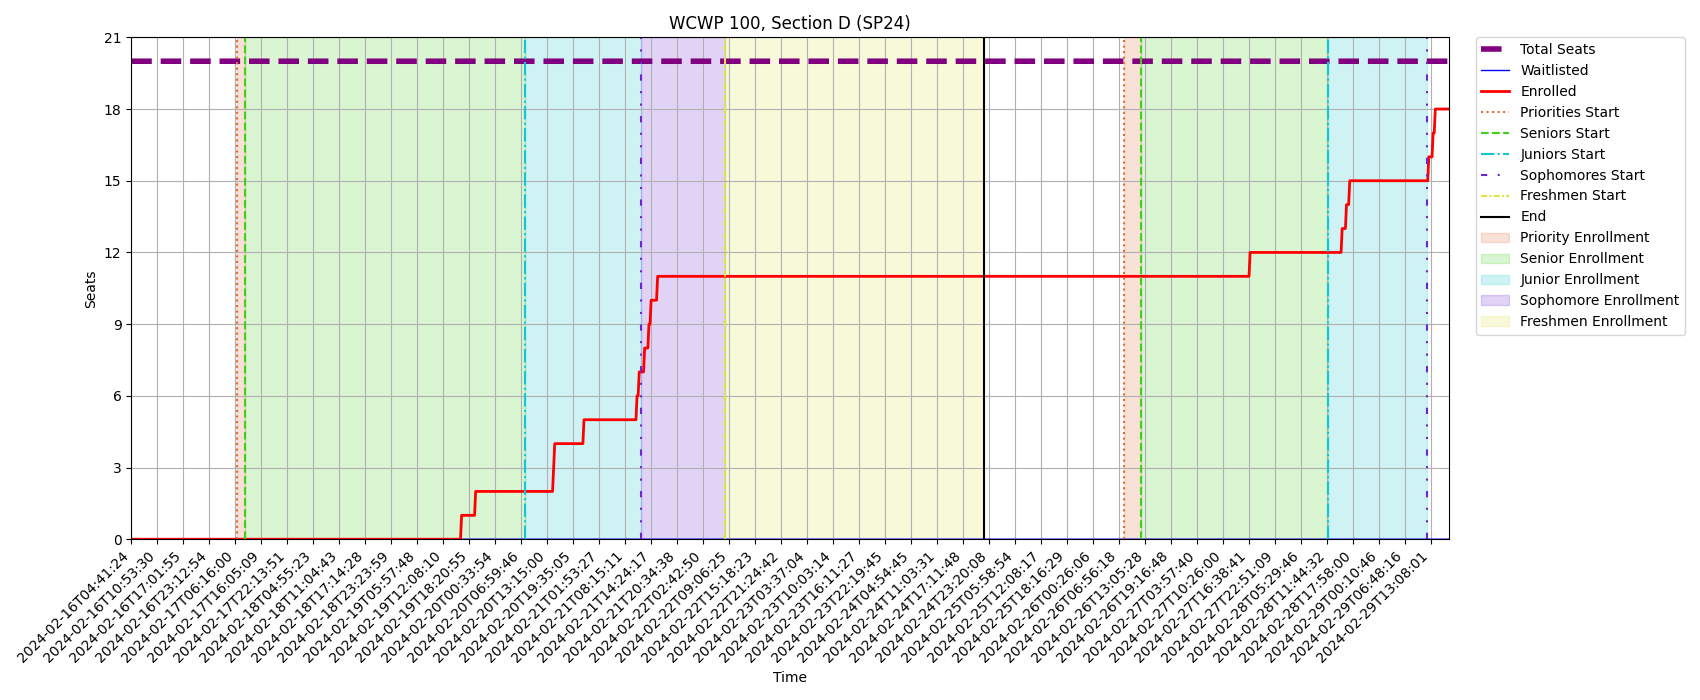 WCWP 100, Section D (SP24)
Seats
21
18
15
12
9
6
3
0
2024-02-16T04:41:24
2024-02-16T10:53:30
2024-02-16T17:01:55
2024-02-16T23:12:54
2024-02-17T06:16:00
2024-02-17T16:05:09
2024-02-17T22:13:51
2024-02-18T04:55:23
2024-02-18T11:04:43
2024-02-18T17:14:28
2024-02-18T23:23:59
2024-02-19T05:57:48
2024-02-19T12:08:10
2024-02-19T18:20:55
2024-02-20T00:33:54
2024-02-20T06:59:46
2024-02-20T13:15:00
2024-02-20T19:35:05
2024-02-21T01:53:27
2024-02-21T08:15:11
2024-02-21T14:24:17
2024-02-21T20:34:38
2024-02-22T02:42:50
2024-02-22T09:06:25
2024-02-22T15:18:23
2024-02-22T21:24:42
2024-02-23T03:37:04
2024-02-23T10:03:14
2024-02-23T16:11:27
2024-02-23T22:19:45
2024-02-24T04:54:45
2024-02-24T11:03:31
2024-02-24T17:11:48
2024-02-24T23:20:08
2024-02-25T05:58:54
2024-02-25T12:08:17
2024-02-25T18:16:29
2024-02-26T00:26:06
2024-02-26T06:56:18
2024-02-26T13:05:28
2024-02-26T19:16:48
2024-02-27T03:57:40
2024-02-27T10:26:00
2024-02-27T16:38:41
2024-02-27T22:51:09
2024-02-28T05:29:46
2024-02-28T11:44:32
2024-02-28T17:58:00
2024-02-29T00:10:46
2024-02-29T06:48:16
2024-02-29T13:08:01
Time
Total Seats
Waitlisted
Enrolled
Priorities Start
Seniors Start
Juniors Start
Sophomores Start
Freshmen Start
End
Priority Enrollment
Senior Enrollment
Junior Enrollment
Sophomore Enrollment
Freshmen Enrollment